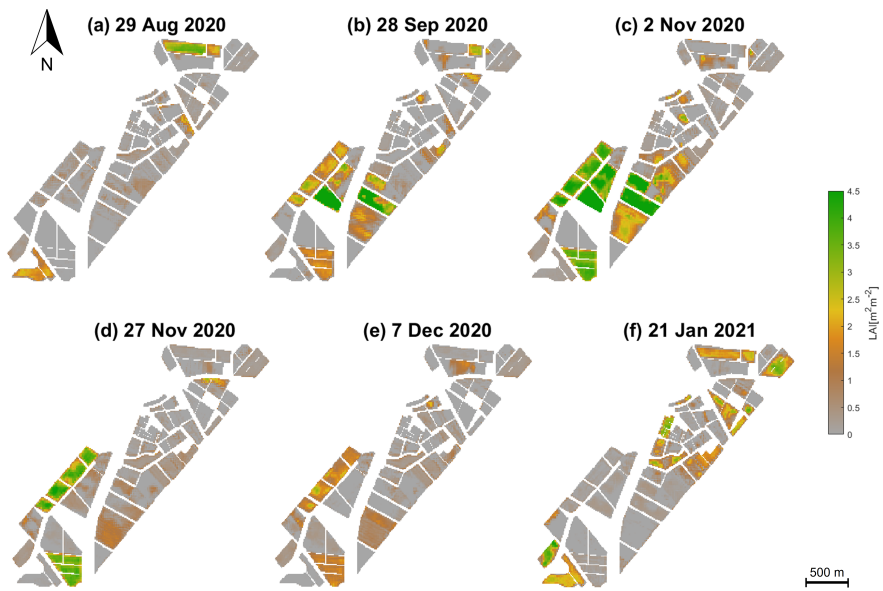 (a) 29 Aug 2020
(b) 28 Sep 2020
(c) 2 Nov 2020
N
4.5
4
3.5
3
2.5
2
1.5
1
0.5
0
LAI[m²m⁻²]
(d) 27 Nov 2020
(e) 7 Dec 2020
(f) 21 Jan 2021
500 m